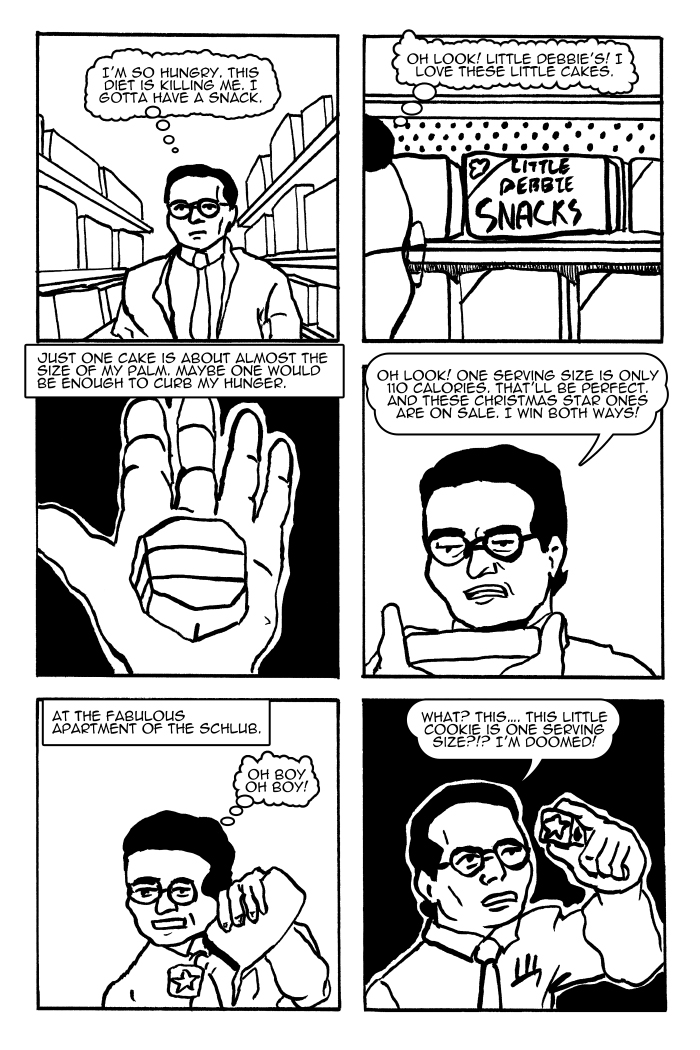 I'M SO HUNGRY. THIS
DIET IS KILLING ME. I
GOTTA HAVE A SNACK.
OH LOOK! LITTLE DEBBIE'S! I
LOVE THESE LITTLE CAKES.
LITTLE
DEBBIE
SNACKS
JUST ONE CAKE IS ABOUT ALMOST THE
SIZE OF MY PALM. MAYBE ONE WOULD
BE ENOUGH TO CURB MY HUNGER.
OH LOOK! ONE SERVING SIZE IS ONLY
110 CALORIES. THAT'LL BE PERFECT.
AND THESE CHRISTMAS STAR ONES
ARE ON SALE. I WIN BOTH WAYS!
AT THE FABULOUS
APARTMENT OF THE SCHLUB.
OH BOY
OH BOY!
WHAT? THIS.... THIS LITTLE
COOKIE IS ONE SERVING
SIZE?!? I'M DOOMED!